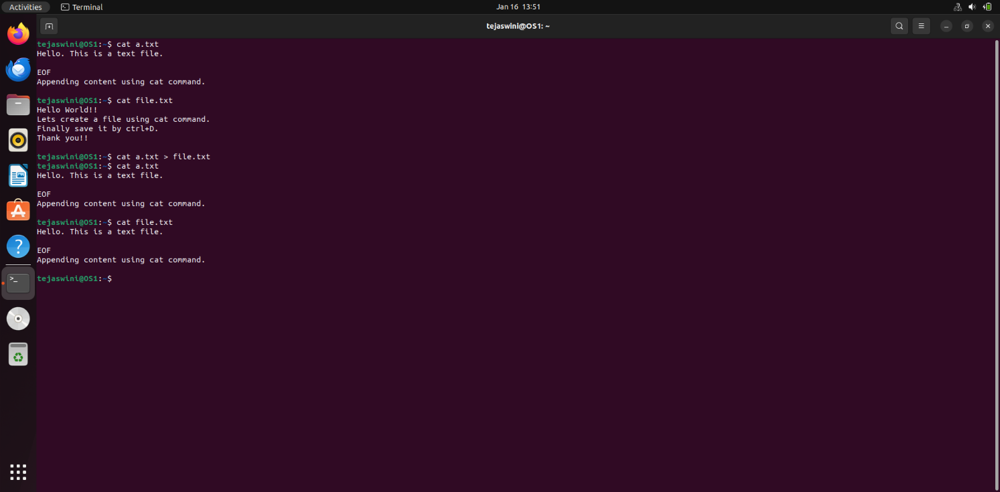 Activities
Terminal
Jan 16 13:51
tejaswini@OS1: ~
tejaswini@OS1:~$ cat a.txt
Hello. This is a text file.

EOF
Appending content using cat command.

tejaswini@OS1:~$ cat file.txt
Hello World!!
Lets create a file using cat command.
Finally save it by ctrl+D.
Thank you!!

tejaswini@OS1:~$ cat a.txt > file.txt
tejaswini@OS1:~$ cat a.txt
Hello. This is a text file.

EOF
Appending content using cat command.

tejaswini@OS1:~$ cat file.txt
Hello. This is a text file.

EOF
Appending content using cat command.

tejaswini@OS1:~$